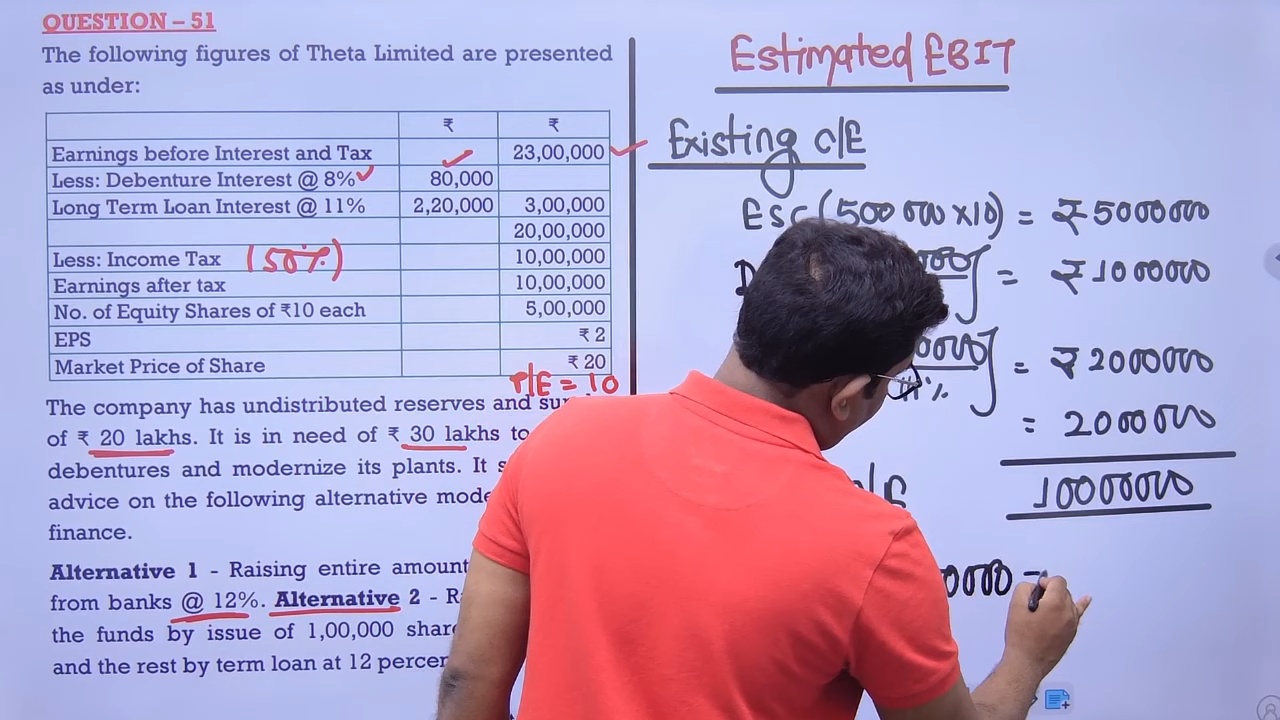 QUESTION – 51
The following figures of Theta Limited are presented
as under:
₹ ₹
Earnings before Interest and Tax 23,00,000
Less: Debenture Interest @ 8% 80,000
Long Term Loan Interest @ 11% 2,20,000 3,00,000
20,00,000
Less: Income Tax (50%) 10,00,000
Earnings after tax 10,00,000
No. of Equity Shares of ₹10 each 5,00,000
EPS ₹ 2
Market Price of Share ₹ 20
P/E = 10
The company has undistributed reserves and
of ₹ 20 lakhs. It is in need of ₹ 30 lakhs to
debentures and modernize its plants. It
advice on the following alternative
finance.
Alternative 1 - Raising entire amount
from banks @ 12%. Alternative 2 -
the funds by issue of 1,00,000
and the rest by term loan at 12
Estimated EBIT
Existing C/E
ESC (500000 x 10) = ₹ 5000000
= ₹ 1000000
11% = ₹ 2000000
= 2000000
10000000